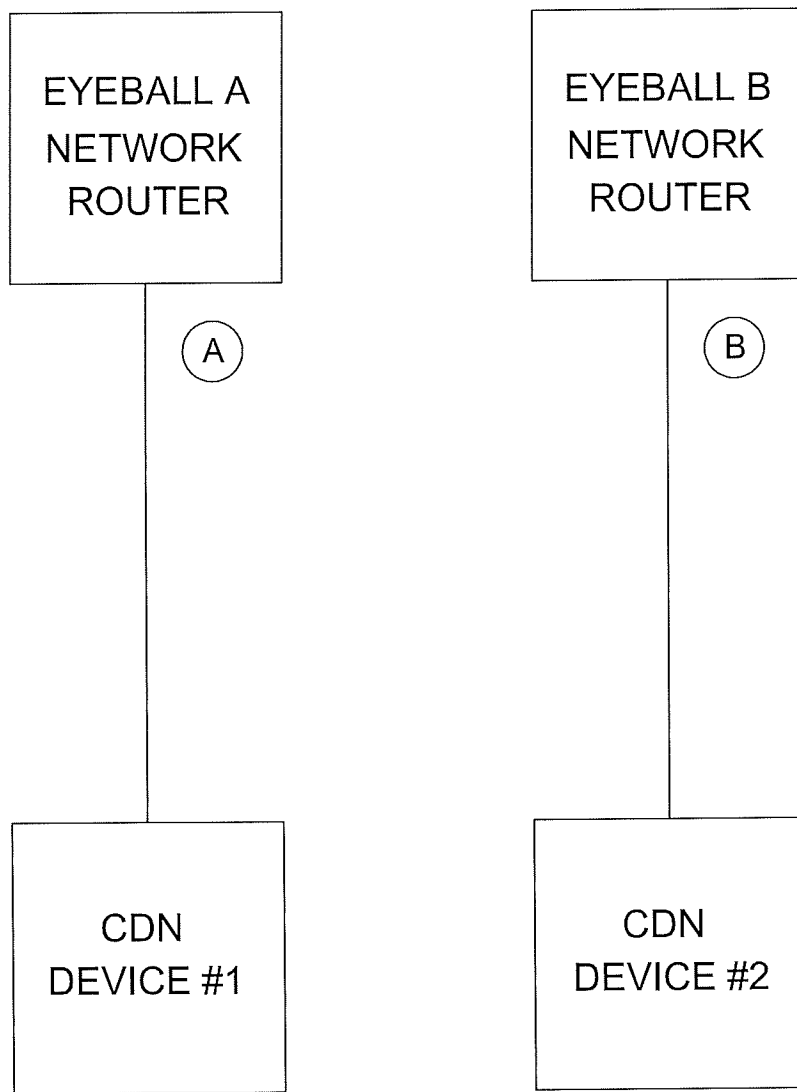 EYEBALL A
NETWORK
ROUTER
EYEBALL B
NETWORK
ROUTER
A
B
CDN
DEVICE #1
CDN
DEVICE #2